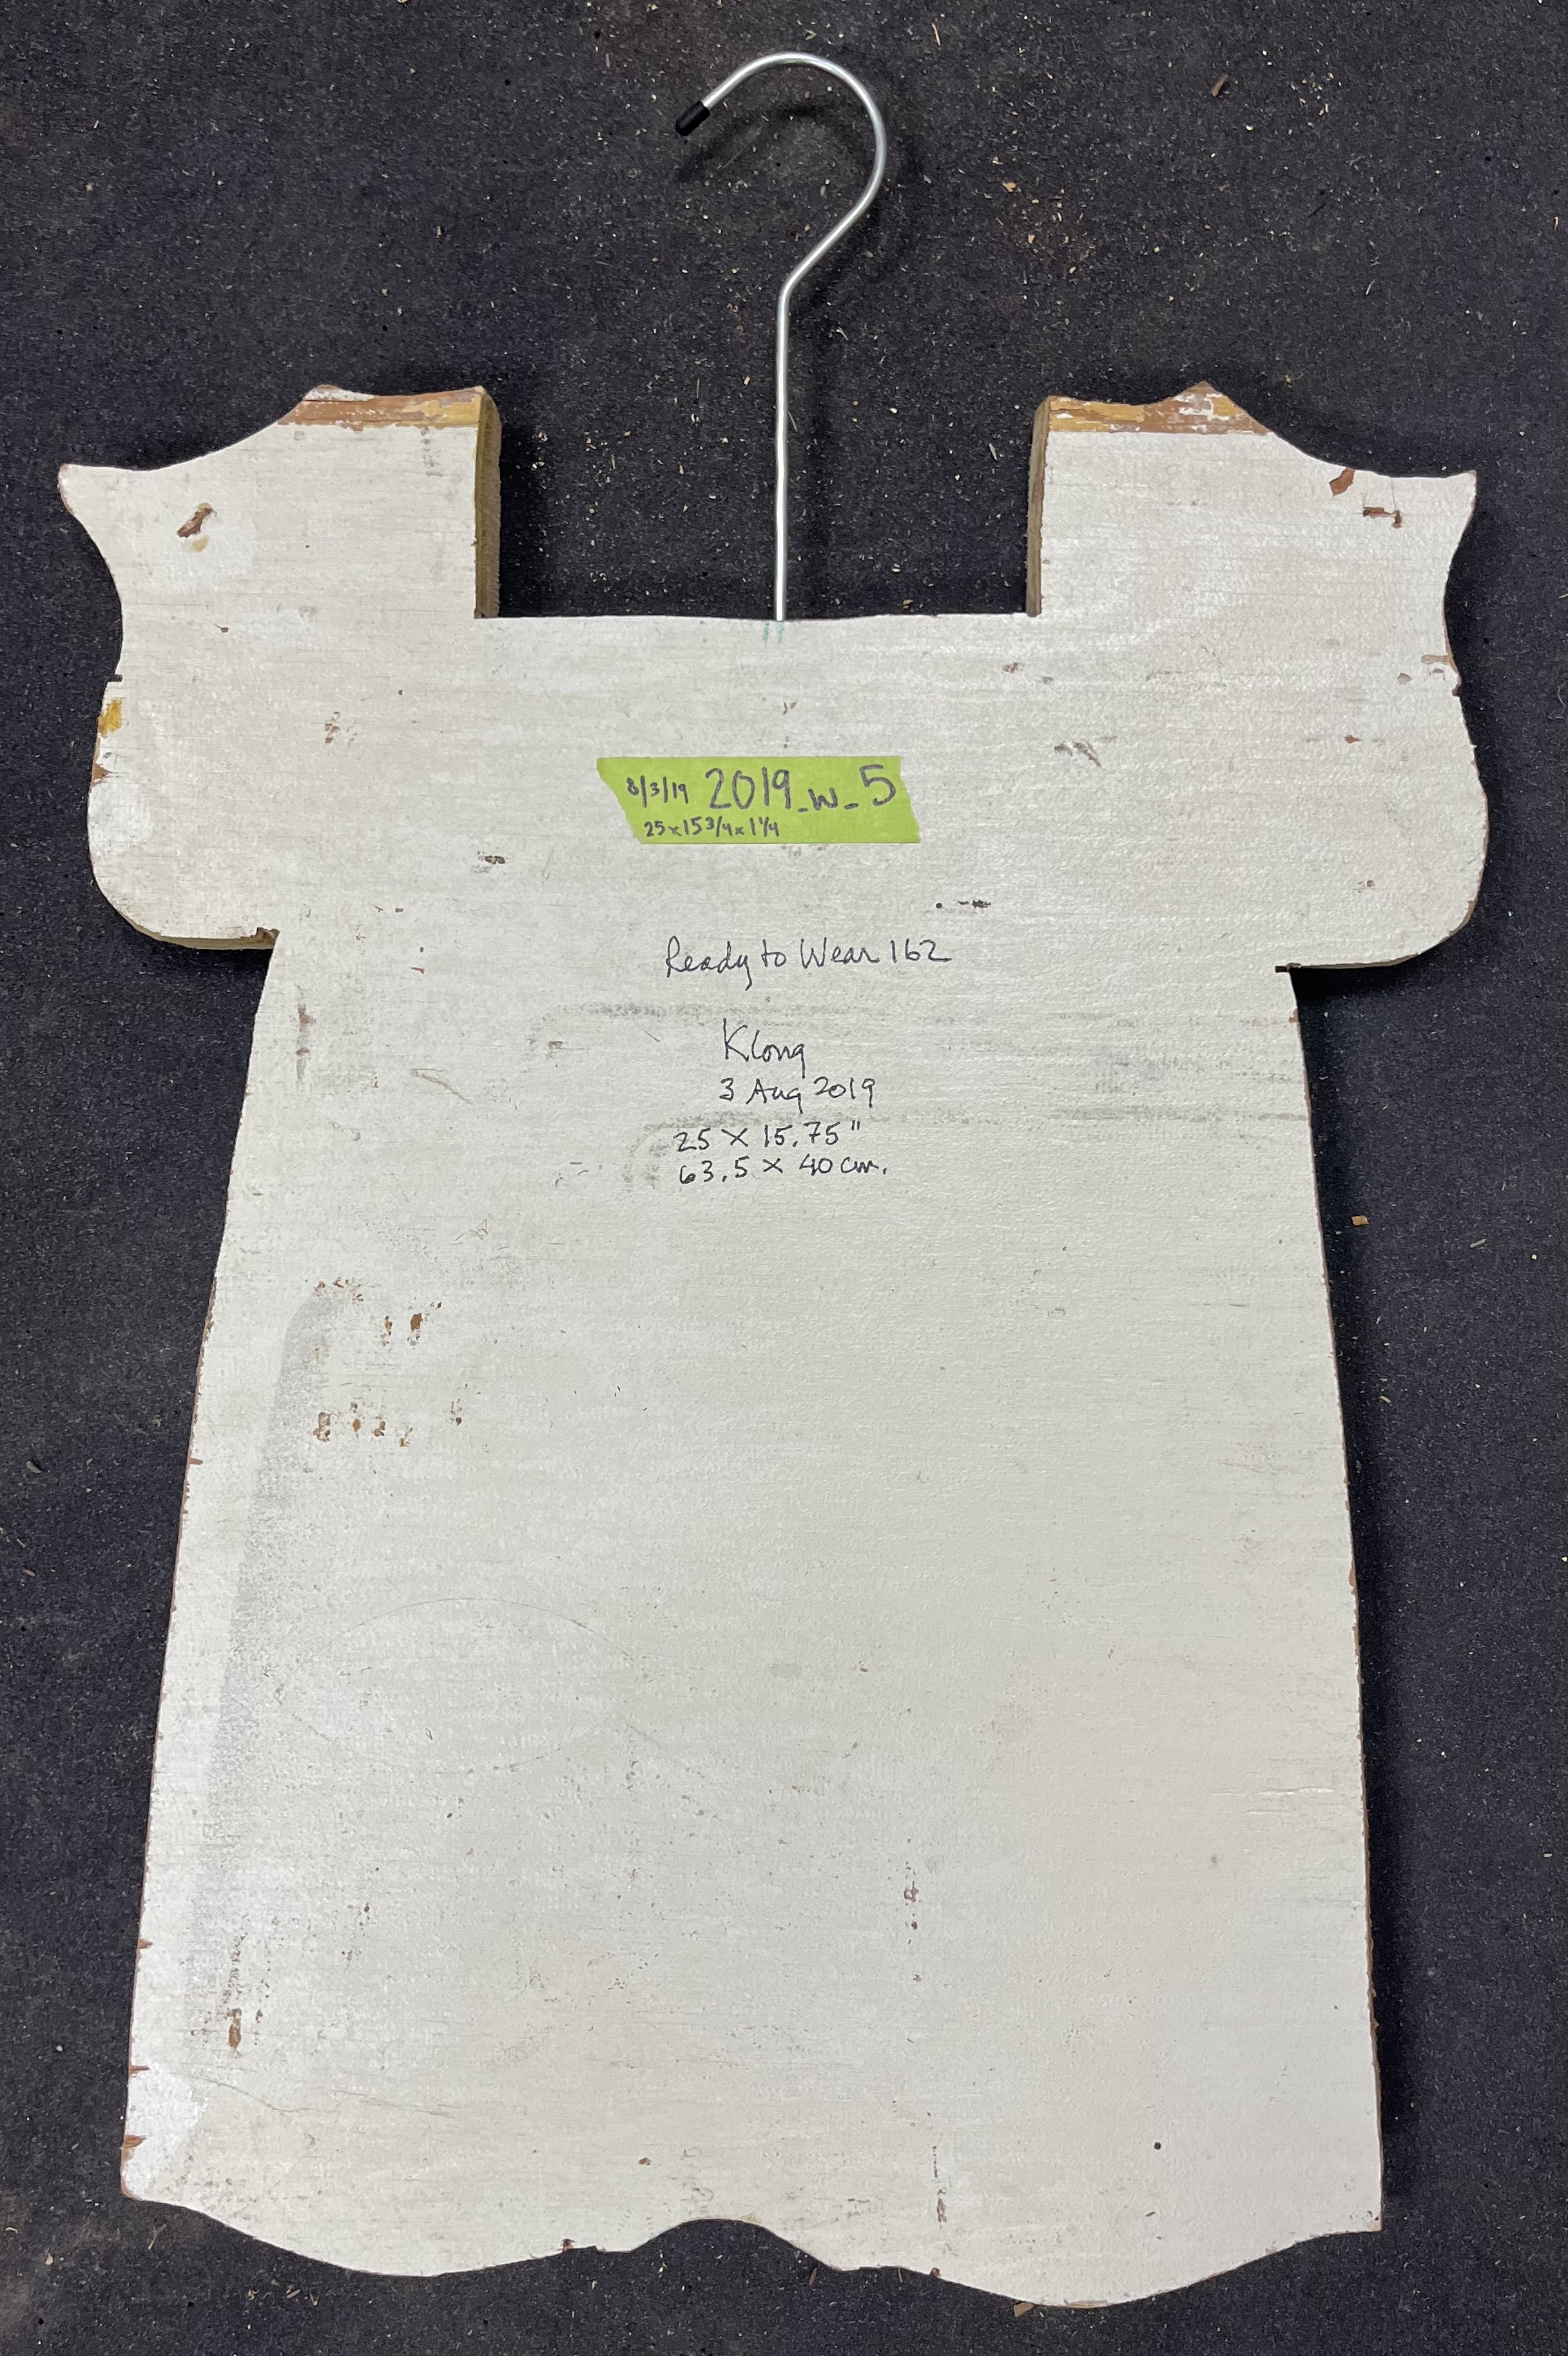 8/3/19 2019_W_5
25x15 3/4x1 1/4
Ready to Wear 162
KLong
3 Aug 2019
25 X 15.75"
63.5 X 40 cm.